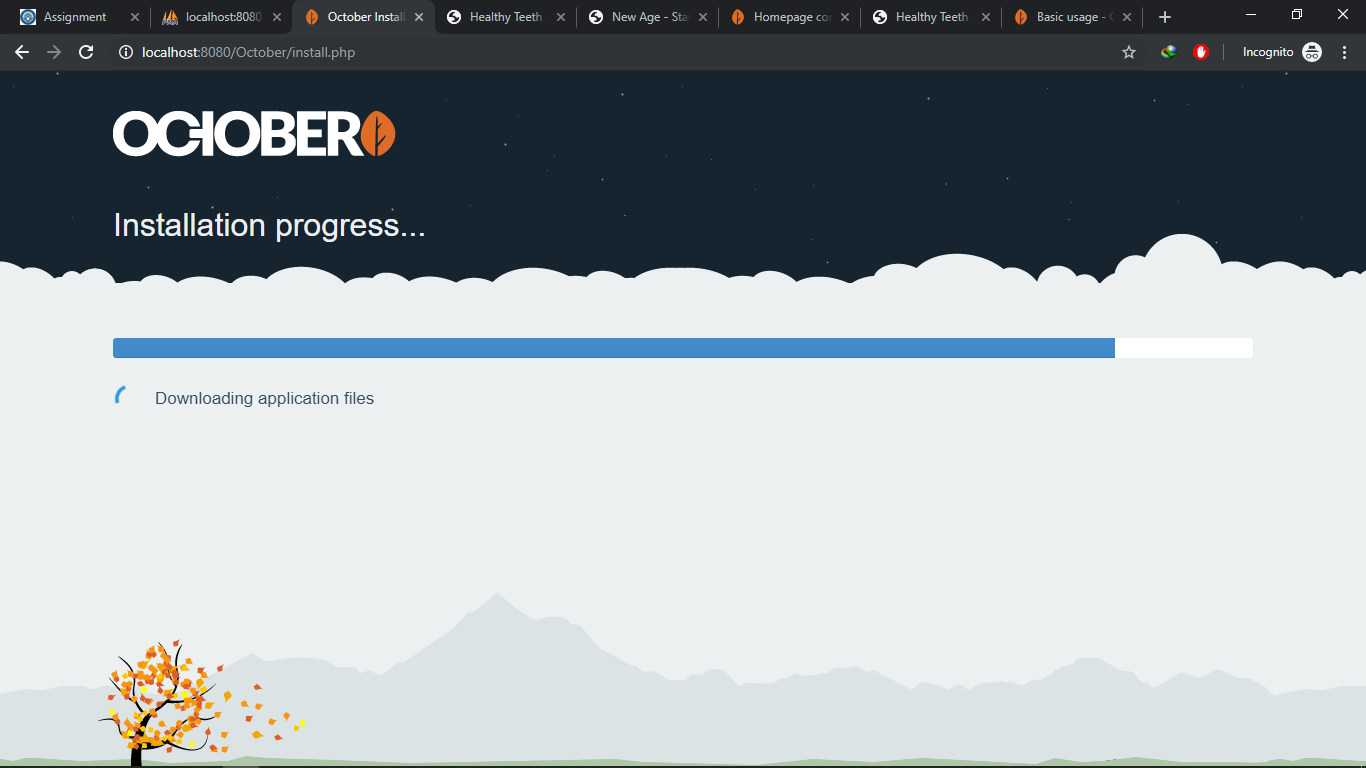 Assignment
localhost:8080
October Install
Healthy Teeth
New Age - Sta
Homepage co
Healthy Teeth
Basic usage -
localhost:8080/October/install.php
Incognito
OCTOBER
Installation progress...
Downloading application files